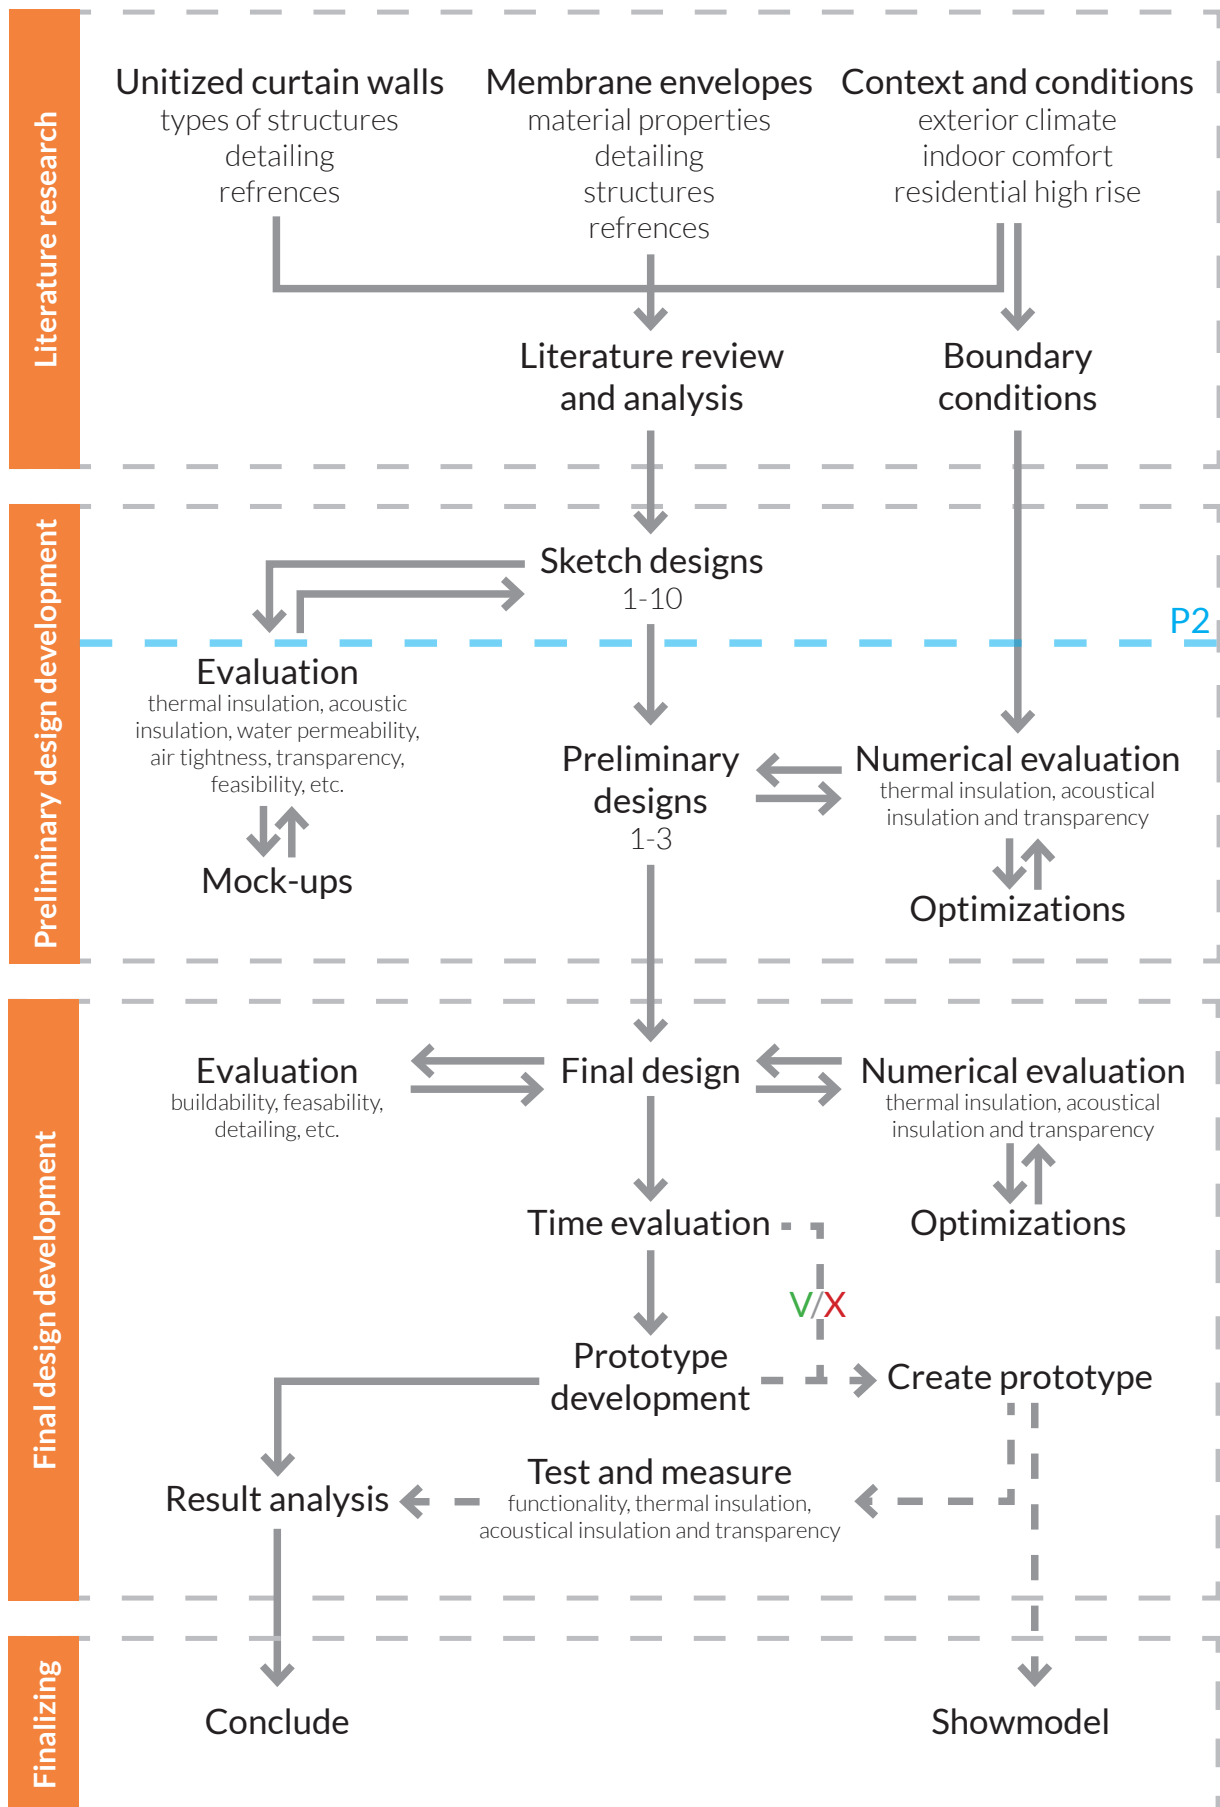 Literature research
Unitized curtain walls
types of structures
detailing
refrences
Membrane envelopes
material properties
detailing
structures
refrences
Context and conditions
exterior climate
indoor comfort
residential high rise
Literature review
and analysis
Boundary
conditions
Preliminary design development
Sketch designs
1-10
P2
Evaluation
thermal insulation, acoustic
insulation, water permeability,
air tightness, transparency,
feasibility, etc.
Mock-ups
Preliminary
designs
1-3
Numerical evaluation
thermal insulation, acoustical
insulation and transparency
Optimizations
Final design development
Evaluation
buildability, feasability,
detailing, etc.
Final design
Numerical evaluation
thermal insulation, acoustical
insulation and transparency
Optimizations
Time evaluation
V/X
Prototype
development
Create prototype
Result analysis
Test and measure
functionality, thermal insulation,
acoustical insulation and transparency
Finalizing
Conclude
Showmodel